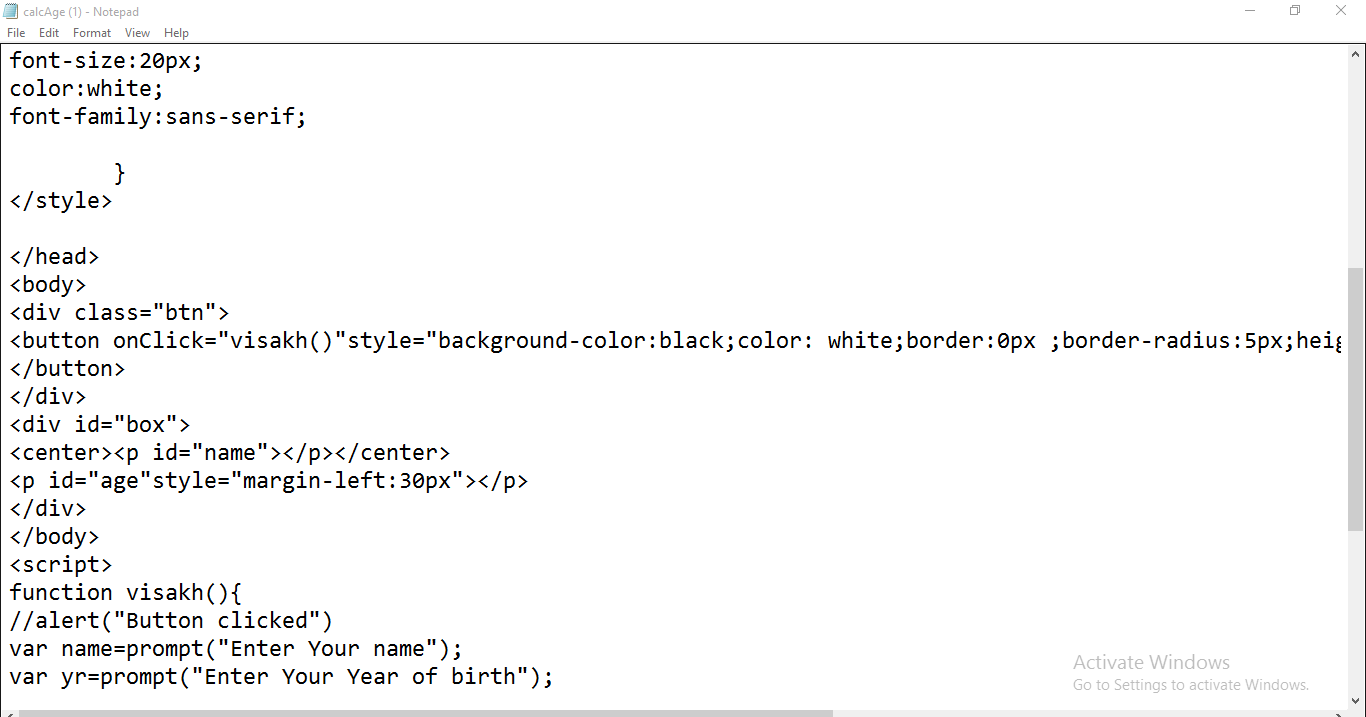 calcAge (1) - Notepad
File Edit Format View Help
font-size:20px;
color:white;
font-family:sans-serif;
}
</style>
</head>
<body>
<div class="btn">
<button onClick="visakh()"style="background-color:black;color: white;border:0px ;border-radius:5px;heig
</button>
</div>
<div id="box">
<center><p id="name"></p></center>
<p id="age"style="margin-left:30px"></p>
</div>
</body>
<script>
function visakh(){
//alert("Button clicked")
var name=prompt("Enter Your name");
var yr=prompt("Enter Your Year of birth");
Activate Windows
Go to Settings to activate Windows.